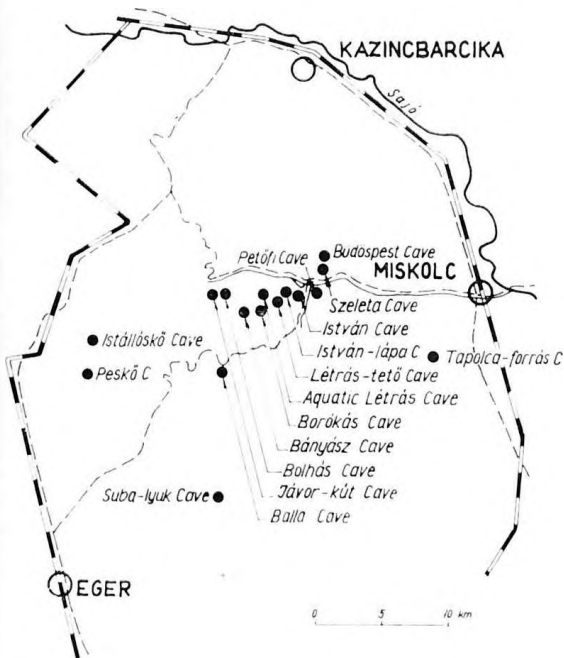 KAZINCBARCIKA
Sajó
Petőfi Cave
Budöspest Cave
MISKOLC
Szeleta Cave
István Cave
István-lápa C
Tapolca-forrás C
Istállóskő Cave
Létrás-tető Cave
Peskő C
Aquatic Létrás Cave
Borókás Cave
Bányász Cave
Bolhás Cave
Jávor-kút Cave
Suba-lyuk Cave
Balla Cave
EGER
0 5 10 km